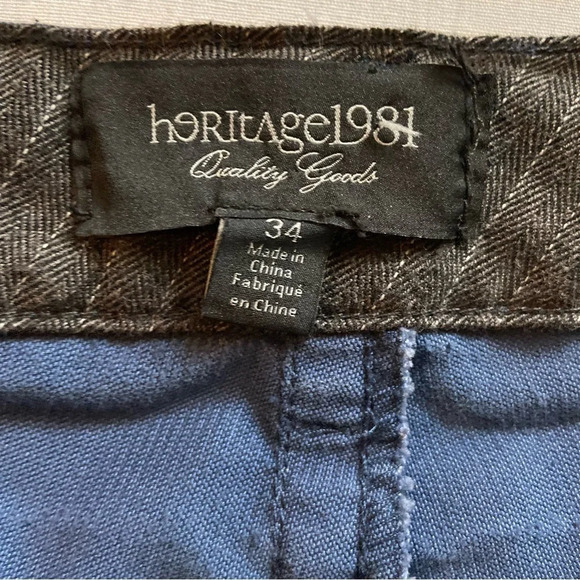 heRItAge1981
Quality Goods
34
Made in
China
Fabriqué
en Chine